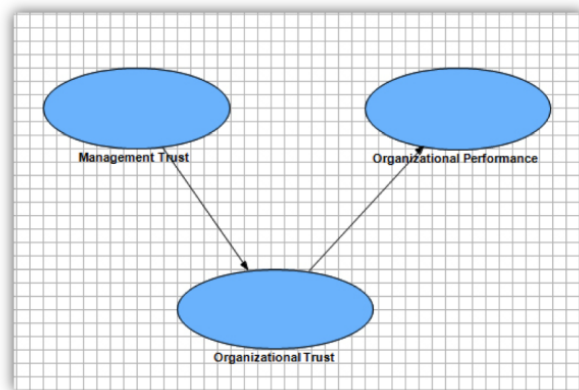 Management Trust
Organizational Performance
Organizational Trust